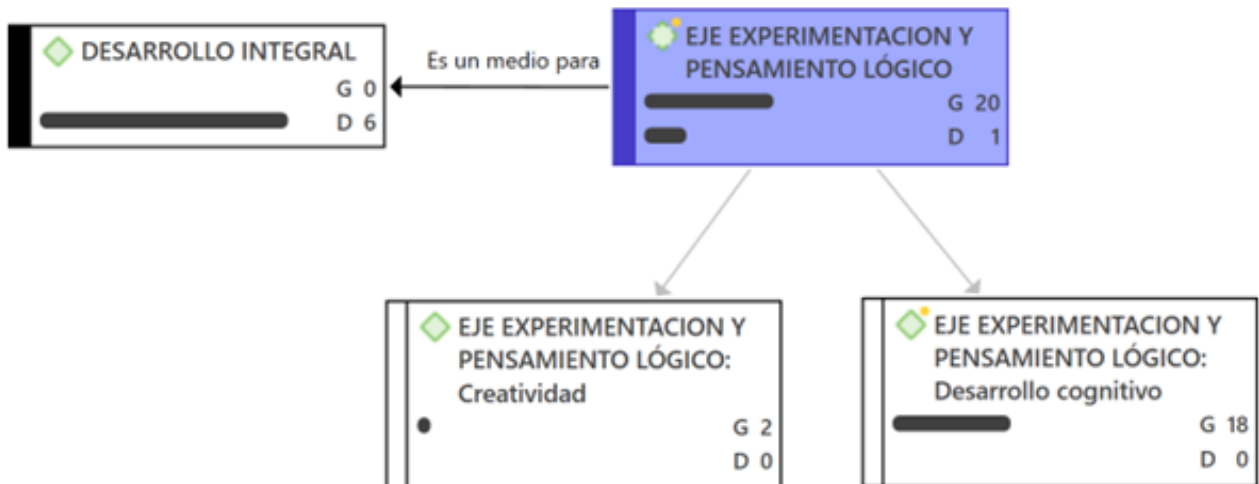 DESARROLLO INTEGRAL
G 0
D 6
Es un medio para
EJE EXPERIMENTACION Y
PENSAMIENTO LÓGICO
G 20
D 1
EJE EXPERIMENTACION Y
PENSAMIENTO LÓGICO:
Creatividad
G 2
D 0
EJE EXPERIMENTACION Y
PENSAMIENTO LÓGICO:
Desarrollo cognitivo
G 18
D 0